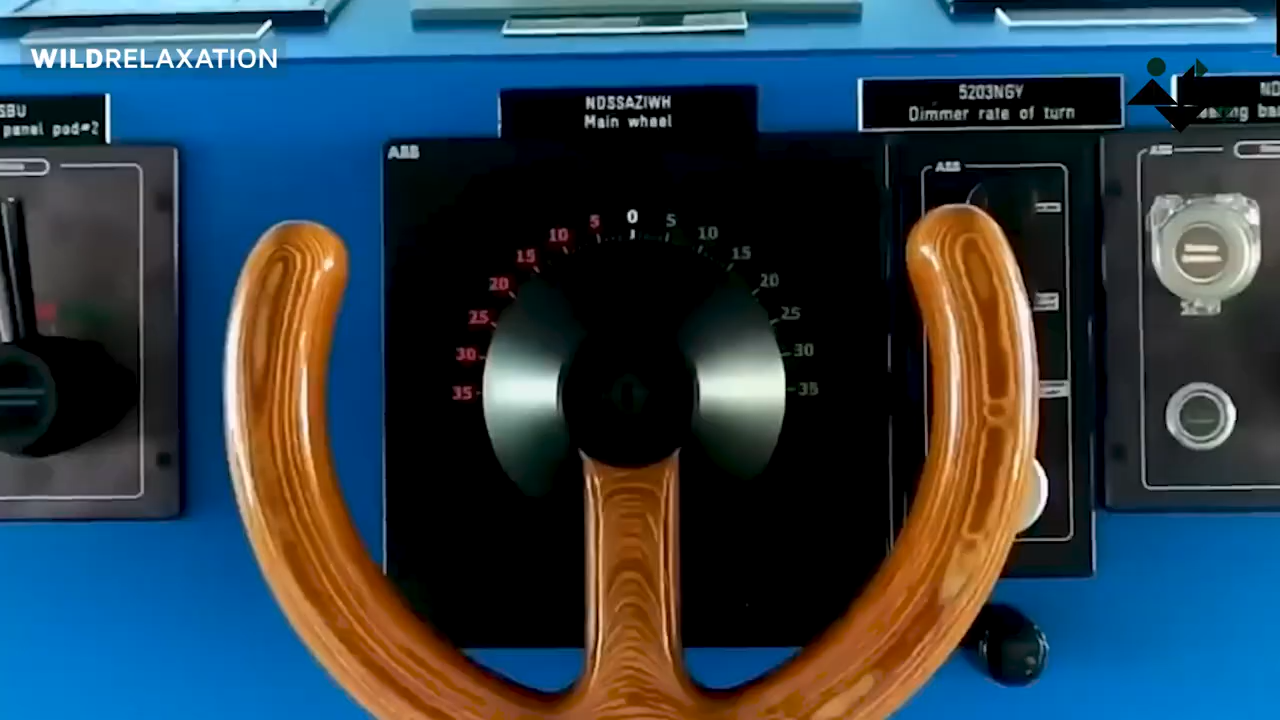 WILDRELAXATION
SBU
panel pod=2
NDSSAZIWH
Main wheel
5203NGY
Dimmer rate of turn
ND
ABB
ABB
ABB
0
5
5
10
10
15
15
20
20
25
25
30
30
35
35